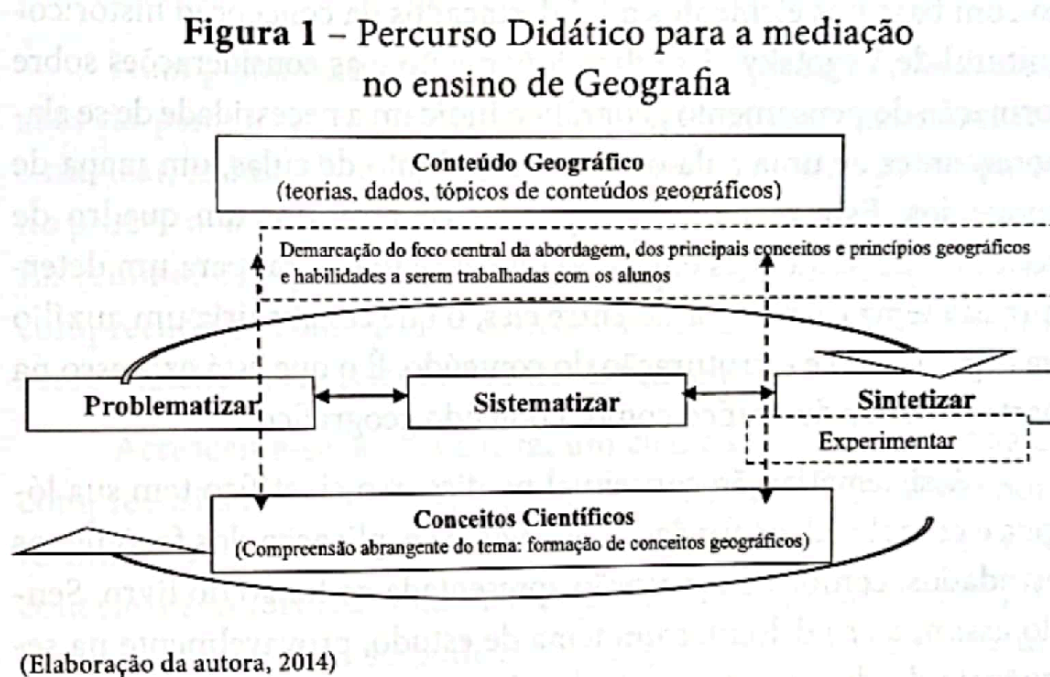 Figura 1 – Percurso Didático para a mediação
no ensino de Geografia
Conteúdo Geográfico
(teorias, dados, tópicos de conteúdos geográficos)
Demarcação do foco central da abordagem, dos principais conceitos e princípios geográficos
e habilidades a serem trabalhadas com os alunos
Problematizar
Sistematizar
Sintetizar
Experimentar
Conceitos Científicos
(Compreensão abrangente do tema: formação de conceitos geográficos)
(Elaboração da autora, 2014)